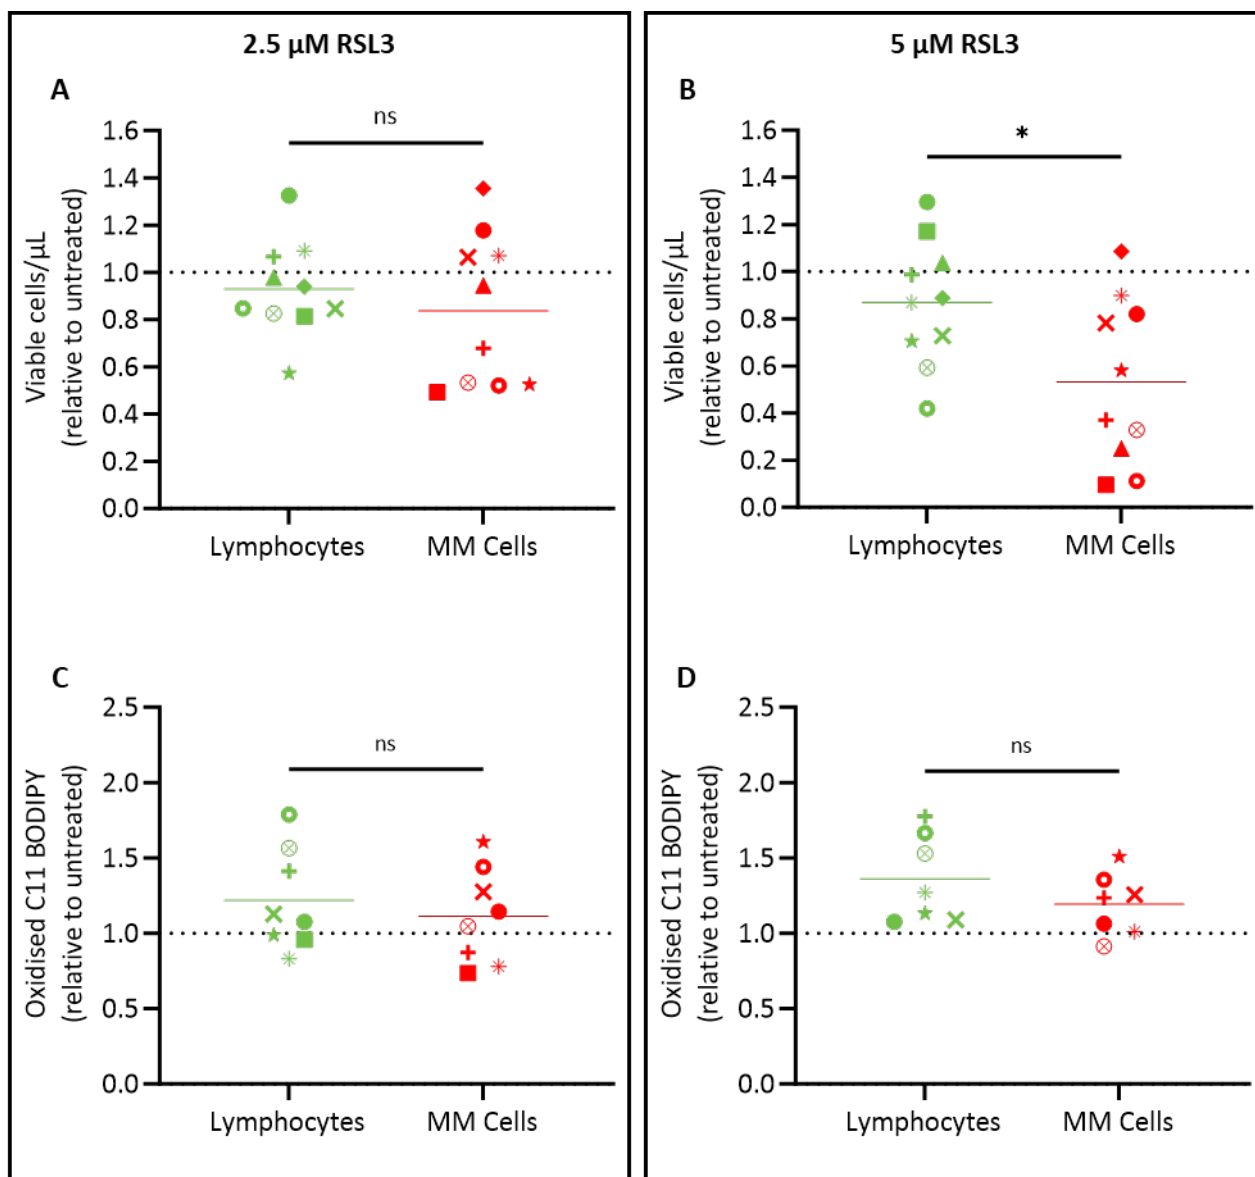 2.5 µM RSL3
A
ns
Viable cells/µL
(relative to untreated)
1.6
1.4
1.2
1.0
0.8
0.6
0.4
0.2
0.0
Lymphocytes
MM Cells
C
ns
Oxidised C11 BODIPY
(relative to untreated)
2.5
2.0
1.5
1.0
0.5
0.0
Lymphocytes
MM Cells
5 µM RSL3
B
*
Viable cells/µL
(relative to untreated)
1.6
1.4
1.2
1.0
0.8
0.6
0.4
0.2
0.0
Lymphocytes
MM Cells
D
ns
Oxidised C11 BODIPY
(relative to untreated)
2.5
2.0
1.5
1.0
0.5
0.0
Lymphocytes
MM Cells